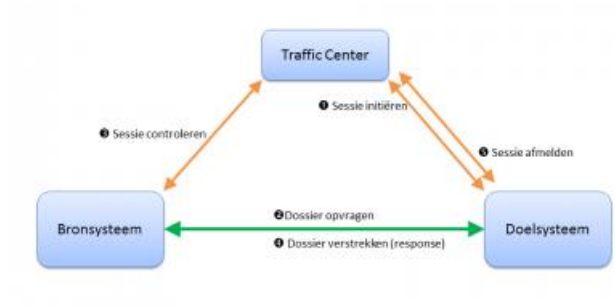 Traffic Center
❶ Sessie initiëren
❸ Sessie controleren
❺ Sessie afmelden
❷Dossier opvragen
Bronsysteem
Doelsysteem
❹ Dossier verstrekken (response)